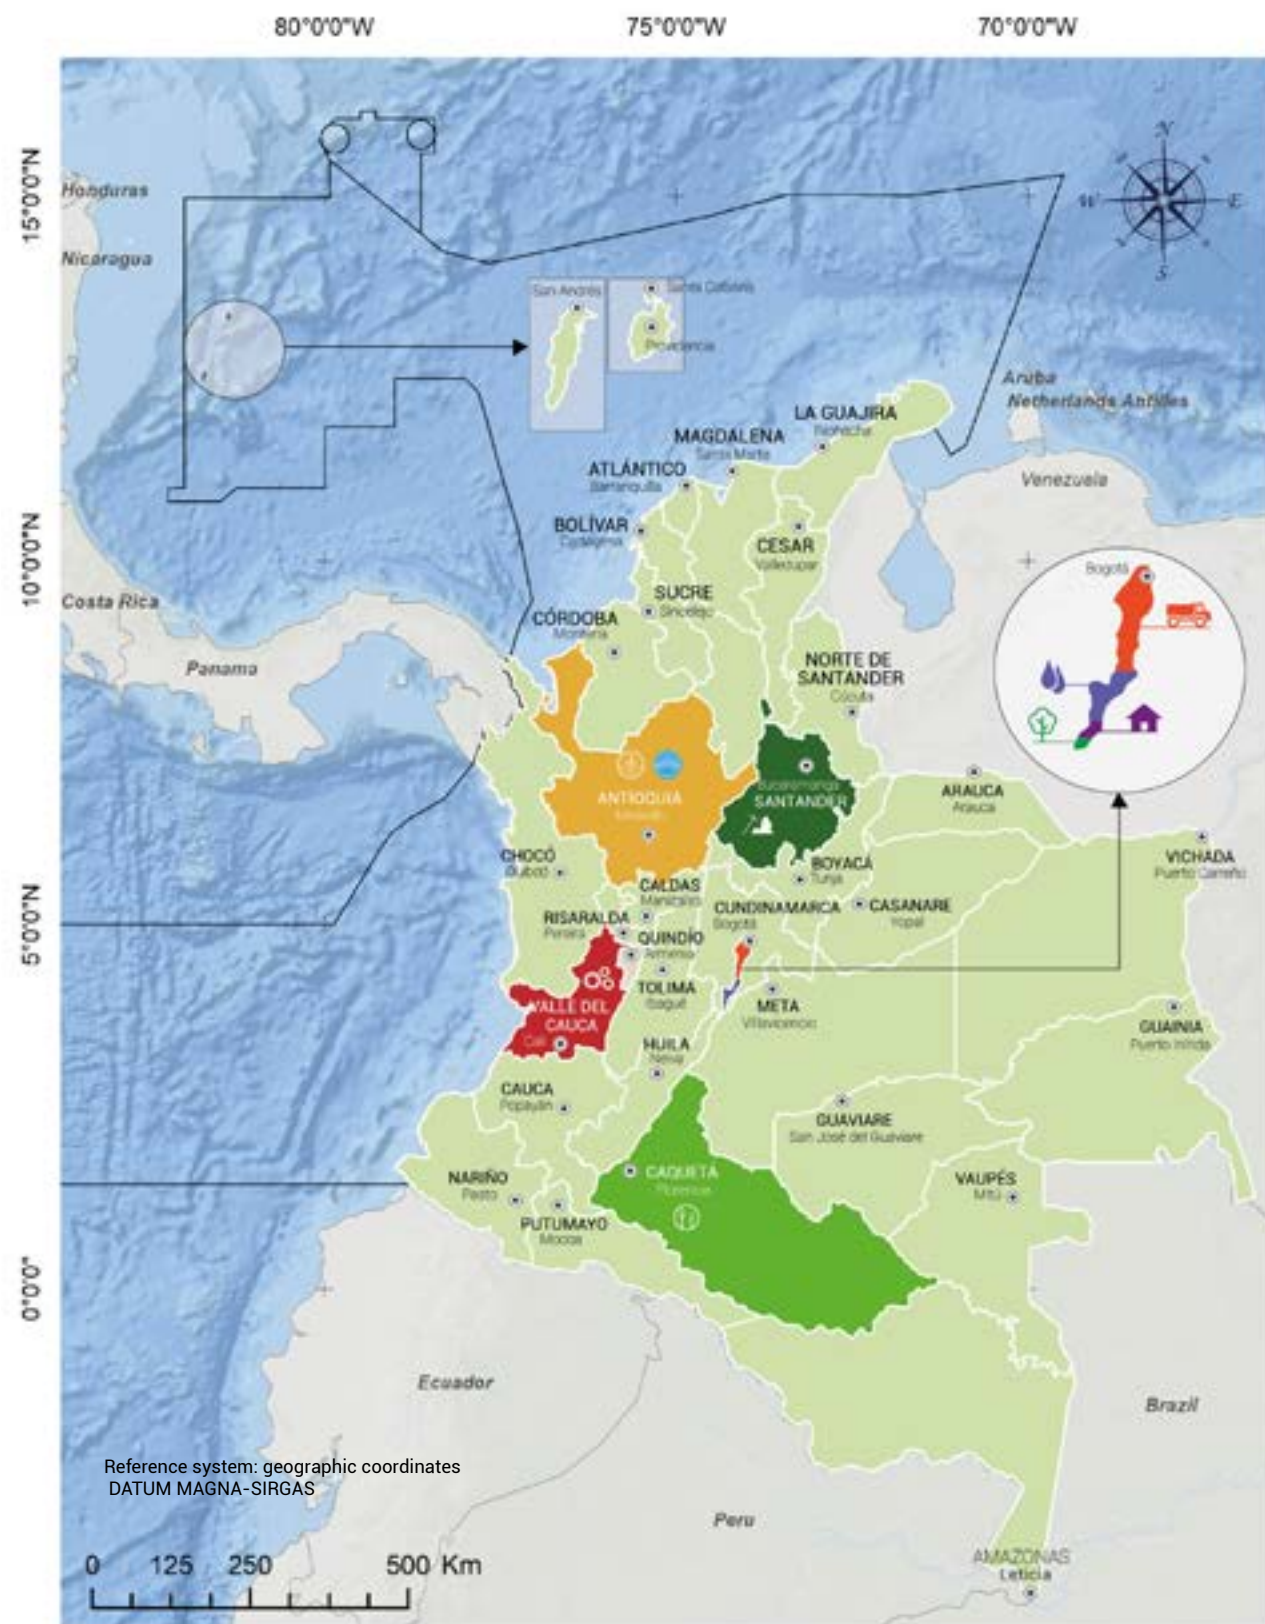 80°0'0"W 75°0'0"W 70°0'0"W
15°0'0"N
10°0'0"N
5°0'0"N
0°0'0"
N
W E
S
Honduras
Nicaragua
San Andrés
Santa Catalina
Providencia
Aruba
Netherlands Antilles
LA GUAJIRA
Riohacha
MAGDALENA
Santa Marta
ATLÁNTICO
Barranquilla
Venezuela
BOLÍVAR
Cartagena
CESAR
Valledupar
Bogotá
Costa Rica
SUCRE
Sincelejo
CÓRDOBA
Montería
Panama
NORTE DE
SANTANDER
Cúcuta
ANTIOQUIA
Medellín
Bucaramanga
SANTANDER
ARAUCA
Arauca
VICHADA
Puerto Carreño
CHOCÓ
Quibdó
BOYACÁ
Tunja
CALDAS
Manizales
CUNDINAMARCA
Bogotá
CASANARE
Yopal
RISARALDA
Pereira
QUINDÍO
Armenia
TOLIMA
Ibagué
META
Villavicencio
VALLE DEL
CAUCA
Cali
GUAINIA
Puerto Inírida
HUILA
Neiva
CAUCA
Popayán
GUAVIARE
San José del Guaviare
NARIÑO
Pasto
CAQUETÁ
Florencia
VAUPÉS
Mitú
PUTUMAYO
Mocoa
Ecuador
Brazil
Reference system: geographic coordinates
DATUM MAGNA-SIRGAS
Peru
0 125 250 500 Km
AMAZONAS
Leticia